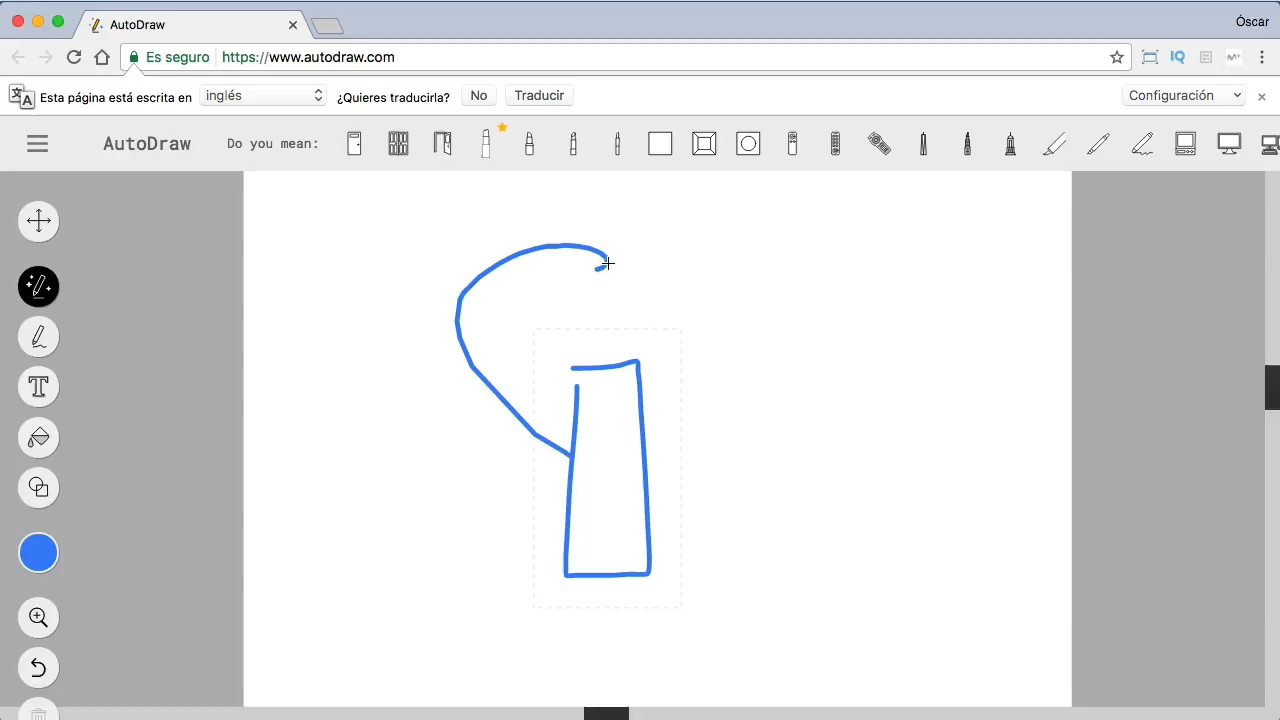 AutoDraw
Óscar
Es seguro https://www.autodraw.com
Esta página está escrita en inglés ¿Quieres traducirla? No Traducir Configuración
AutoDraw Do you mean: